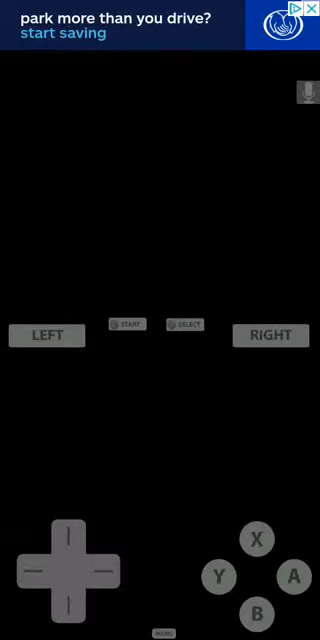 park more than you drive?
start saving
START
SELECT
LEFT
RIGHT
X
Y
A
B
MENU